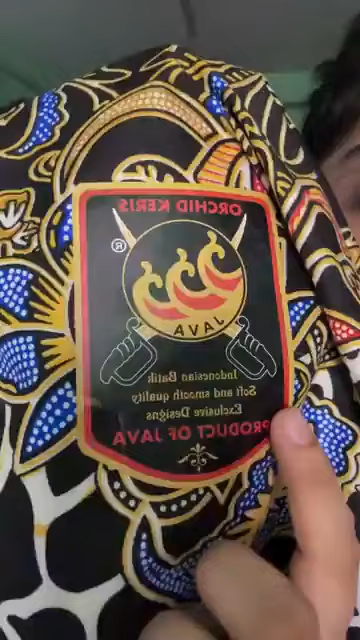 ORCHID KERIS
®
JAVA
Indonesian Batik
Soft and smooth quality
Exclusive Designs
PRODUCT OF JAVA